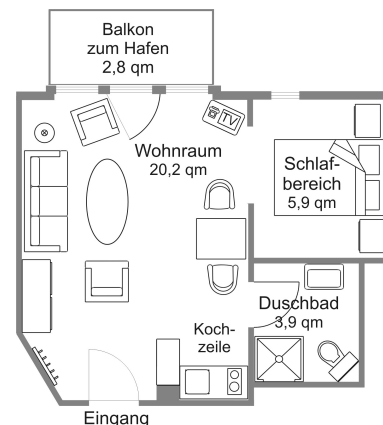 Balkon
zum Hafen
2,8 qm
TV
Wohnraum
20,2 qm
Schlaf-
bereich
5,9 qm
Duschbad
3,9 qm
Koch-
zeile
Eingang